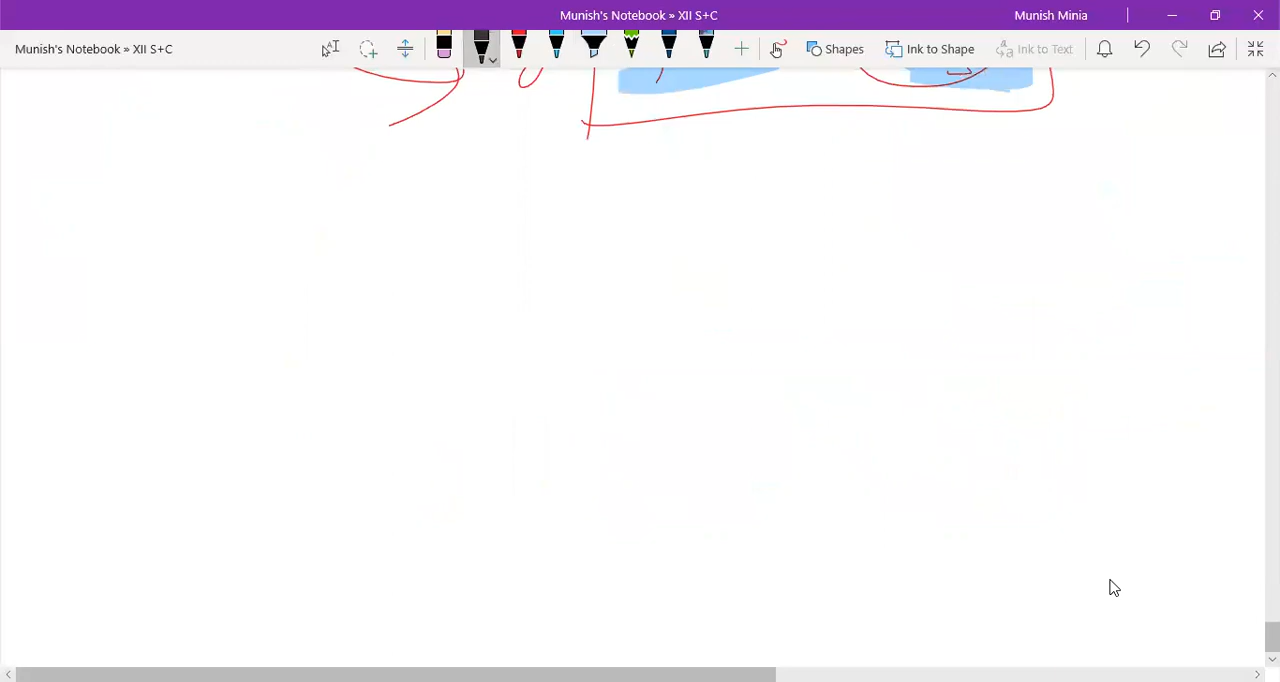 Munish's Notebook » XII S+C
Munish Minia
Munish's Notebook » XII S+C
Shapes
Ink to Shape
Ink to Text